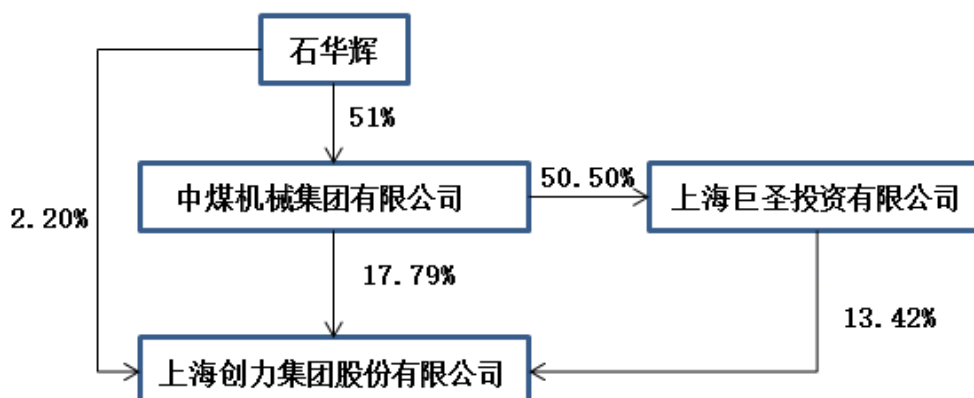 石华辉
51%
中煤机械集团有限公司
50.50%
上海巨圣投资有限公司
2.20%
17.79%
13.42%
上海创力集团股份有限公司